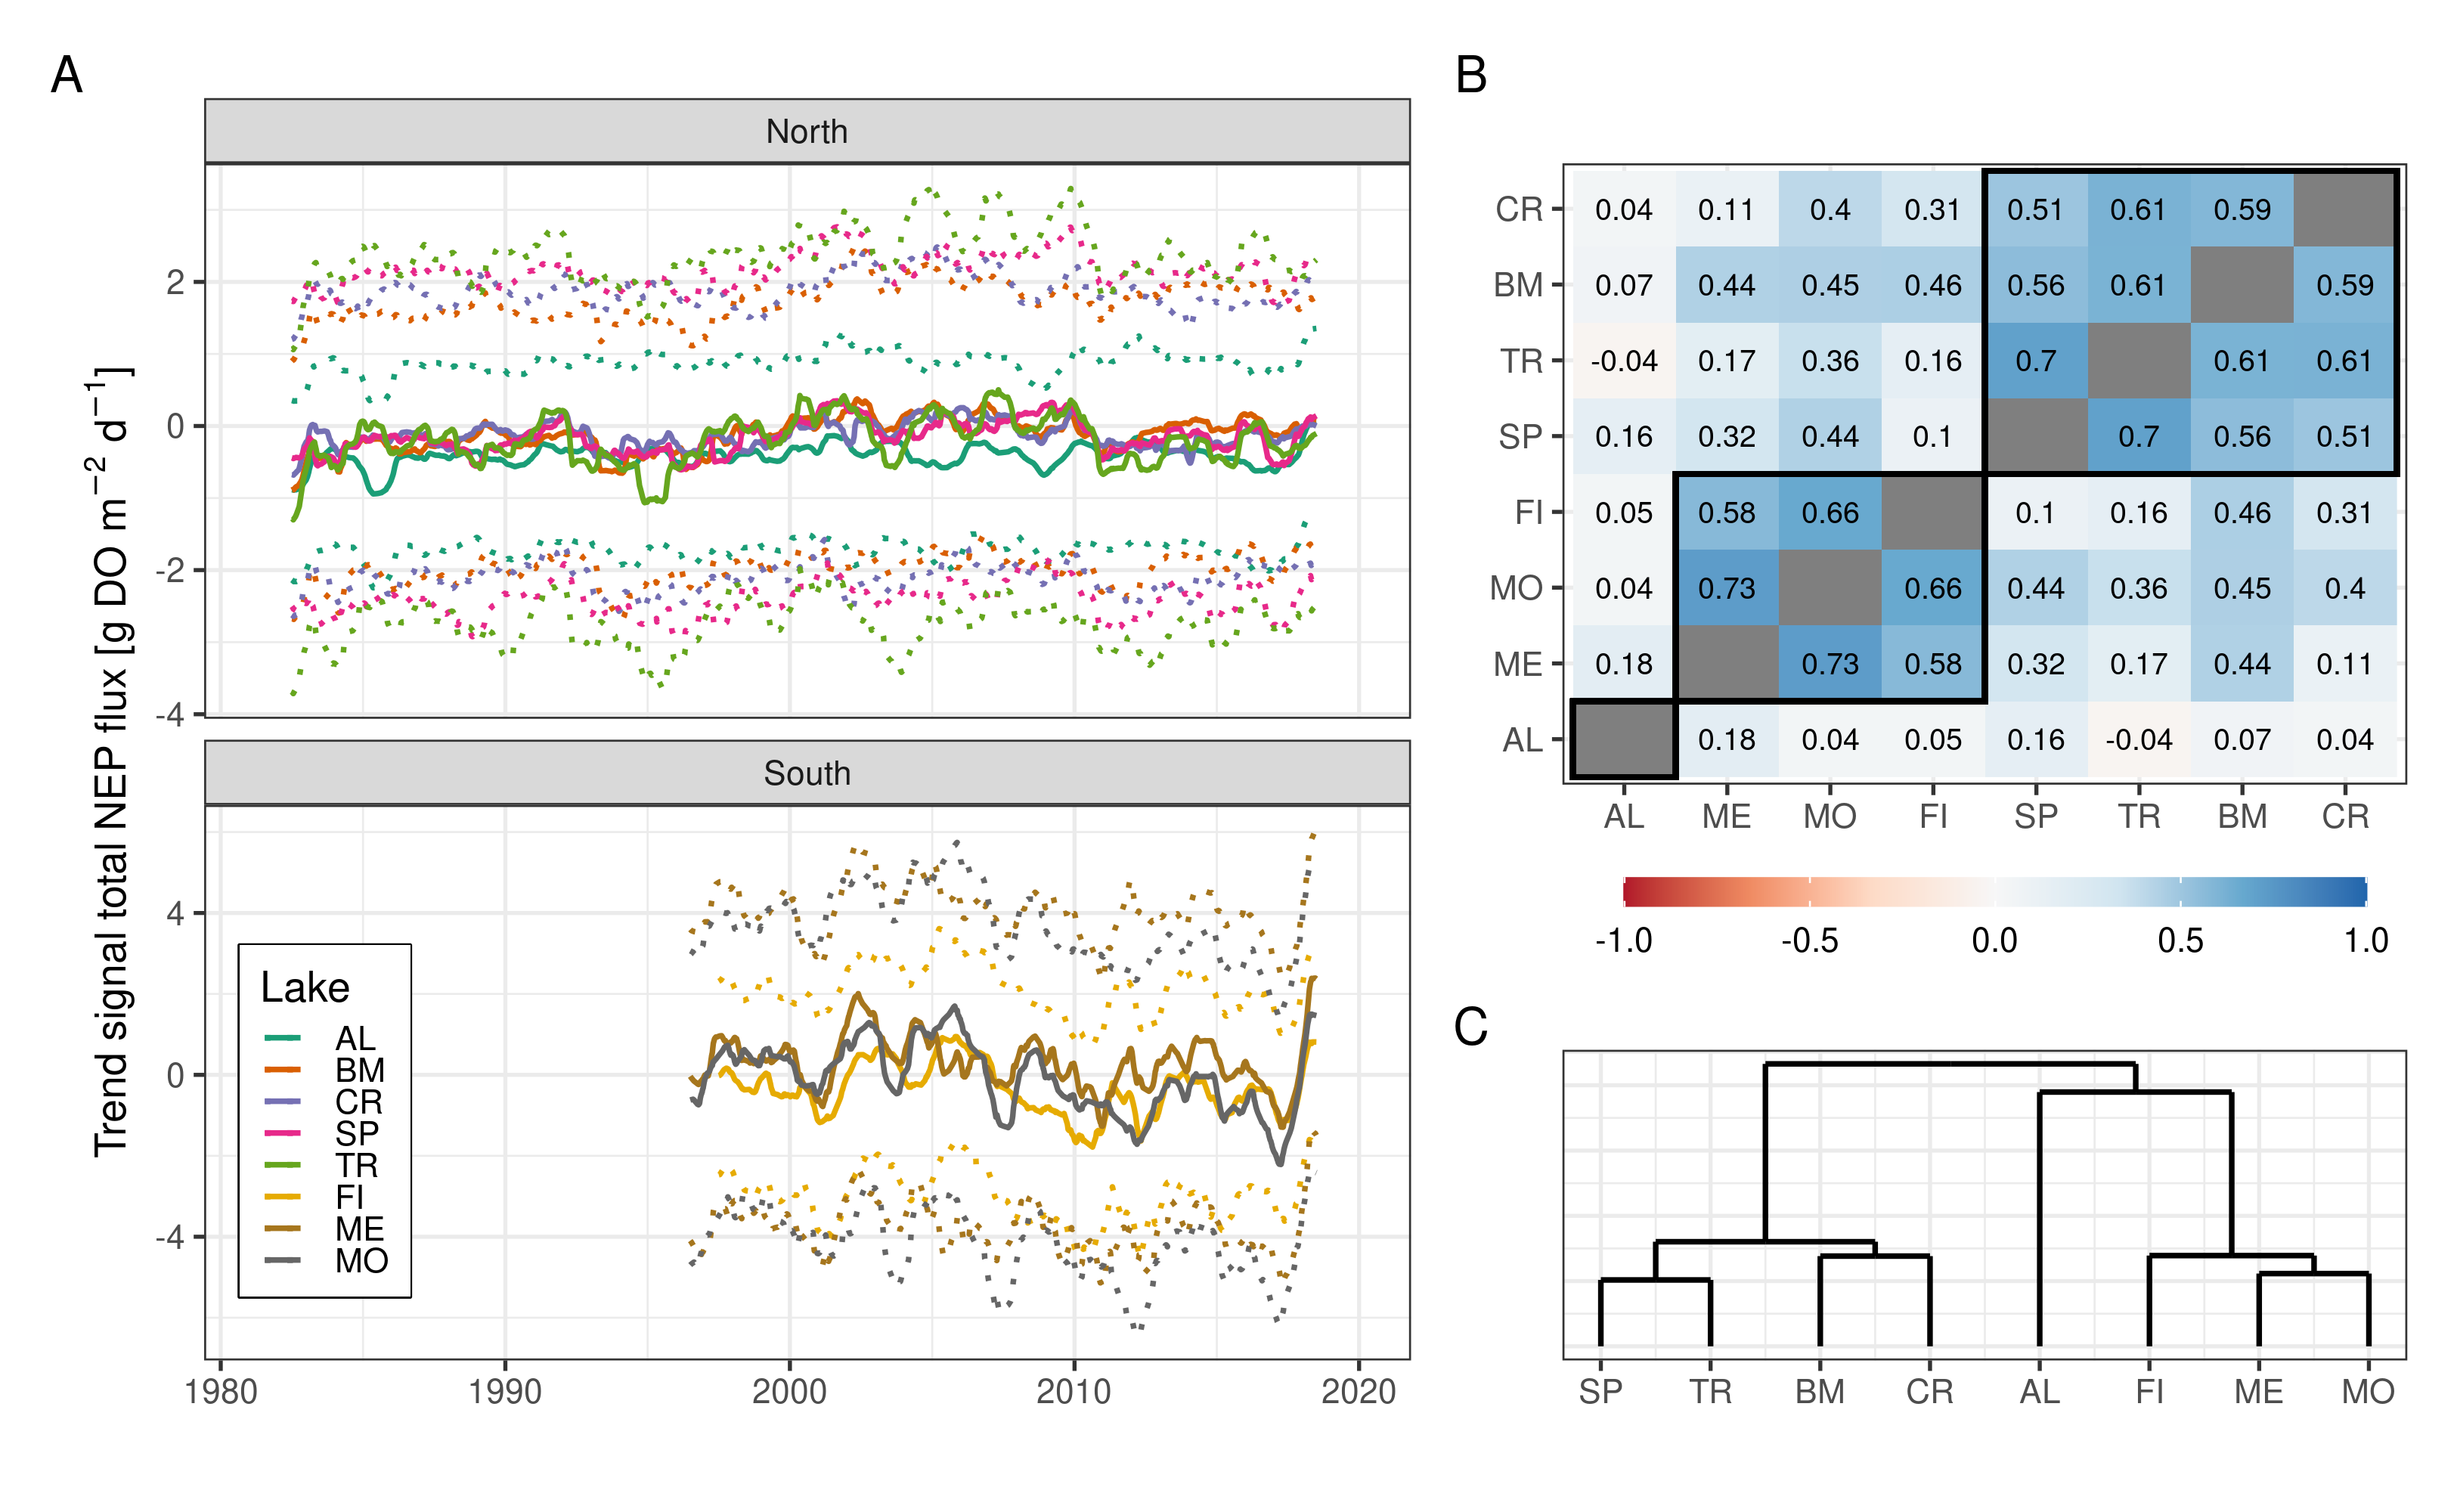 A
North
2
0
-2
-4
South
4
0
-4
Trend signal total NEP flux [g DO m⁻² d⁻¹]
Lake
AL
BM
CR
SP
TR
FI
ME
MO
1980 1990 2000 2010 2020
B
CR 0.04 0.11 0.4 0.31 0.51 0.61 0.59
BM 0.07 0.44 0.45 0.46 0.56 0.61 0.59
TR -0.04 0.17 0.36 0.16 0.7 0.61 0.61
SP 0.16 0.32 0.44 0.1 0.7 0.56 0.51
FI 0.05 0.58 0.66 0.1 0.16 0.46 0.31
MO 0.04 0.73 0.66 0.44 0.36 0.45 0.4
ME 0.18 0.73 0.58 0.32 0.17 0.44 0.11
AL 0.18 0.04 0.05 0.16 -0.04 0.07 0.04
AL ME MO FI SP TR BM CR
-1.0 -0.5 0.0 0.5 1.0
C
SP TR BM CR AL FI ME MO